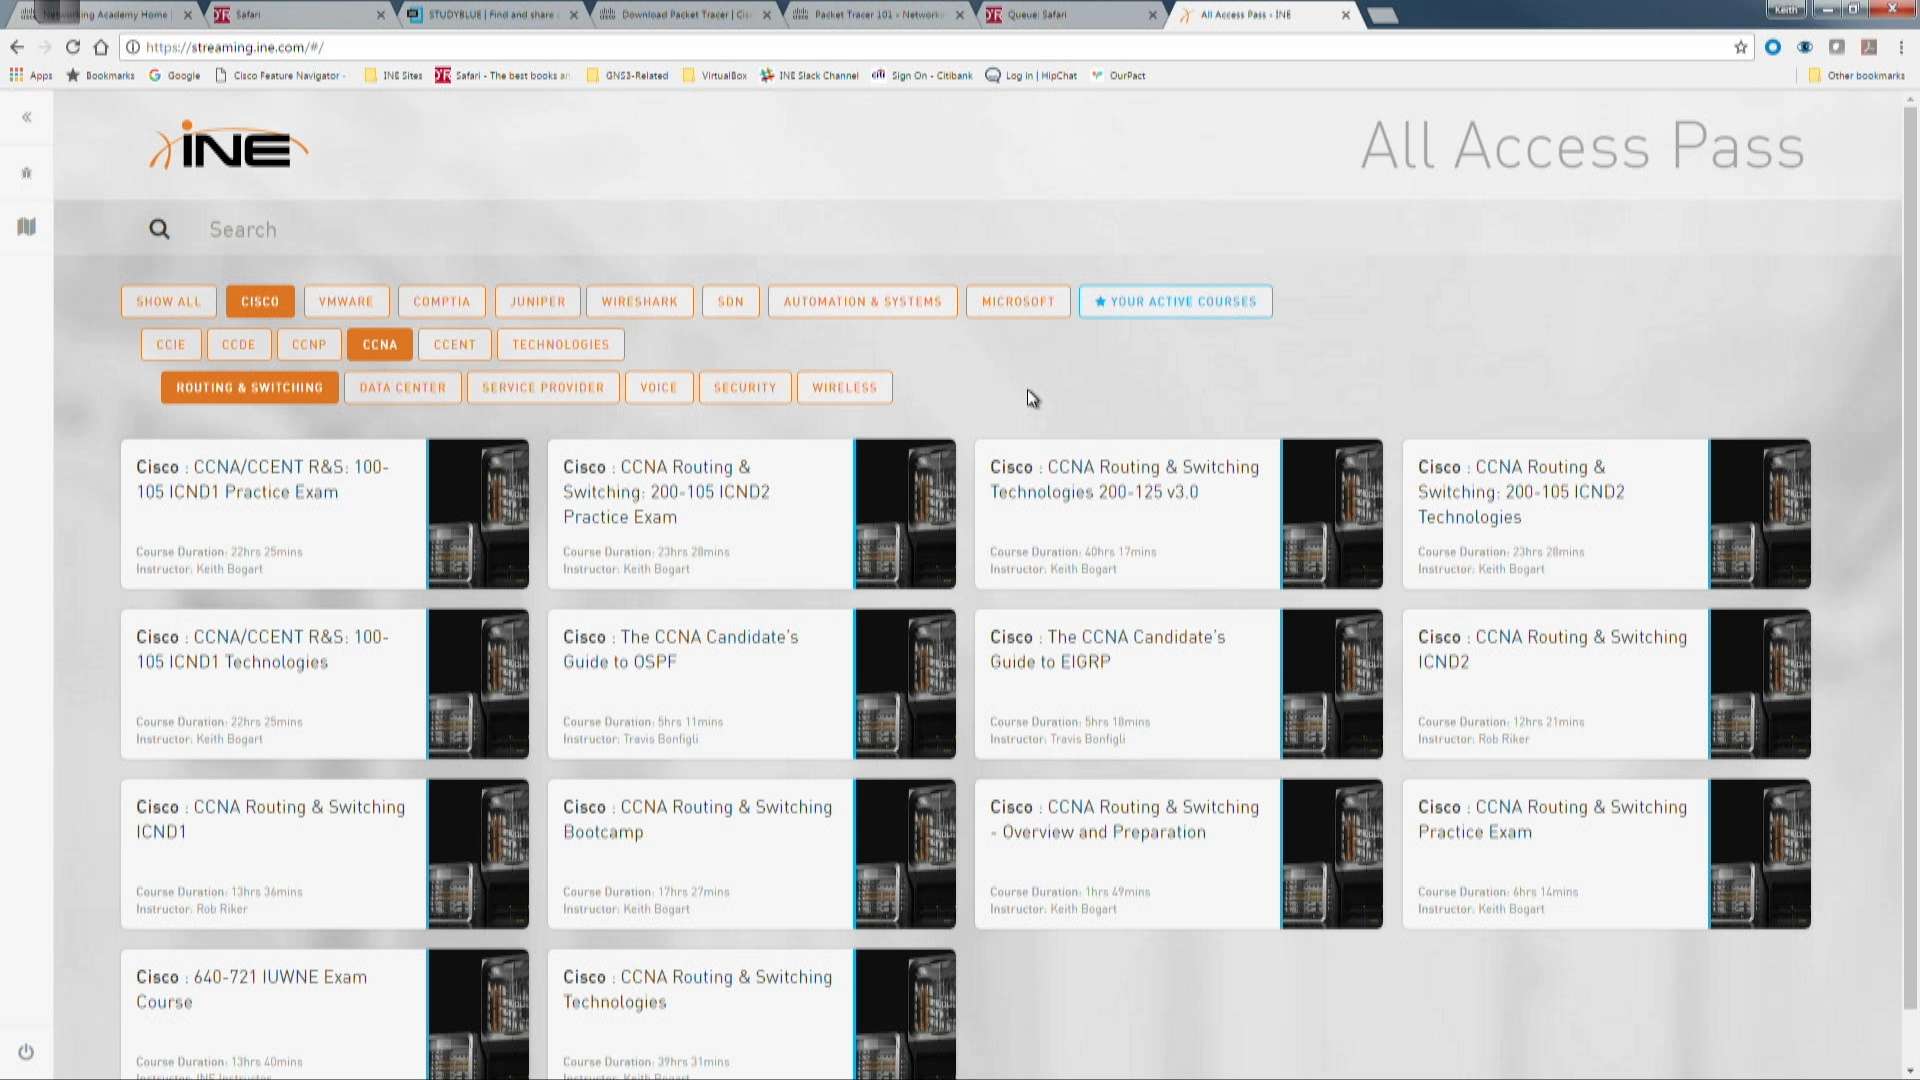 Networking Academy Home
Safari
STUDYBLUE | Find and share
Download Packet Tracer | Cis
Packet Tracer 101 - Networki
Queue: Safari
All Access Pass - INE
Keith
https://streaming.ine.com/#/
Apps
Bookmarks
Google
Cisco Feature Navigator -
INE Sites
Safari - The best books an
GNS3-Related
VirtualBox
INE Slack Channel
citi
Sign On - Citibank
Log in | HipChat
OurPact
Other bookmarks
INE
All Access Pass
Search
SHOW ALL
CISCO
VMWARE
COMPTIA
JUNIPER
WIRESHARK
SDN
AUTOMATION & SYSTEMS
MICROSOFT
★ YOUR ACTIVE COURSES
CCIE
CCDE
CCNP
CCNA
CCENT
TECHNOLOGIES
ROUTING & SWITCHING
DATA CENTER
SERVICE PROVIDER
VOICE
SECURITY
WIRELESS
Cisco : CCNA/CCENT R&S: 100-
105 ICND1 Practice Exam
Course Duration: 22hrs 25mins
Instructor: Keith Bogart
Cisco : CCNA Routing &
Switching: 200-105 ICND2
Practice Exam
Course Duration: 23hrs 28mins
Instructor: Keith Bogart
Cisco : CCNA Routing & Switching
Technologies 200-125 v3.0
Course Duration: 40hrs 17mins
Instructor: Keith Bogart
Cisco : CCNA Routing &
Switching: 200-105 ICND2
Technologies
Course Duration: 23hrs 28mins
Instructor: Keith Bogart
Cisco : CCNA/CCENT R&S: 100-
105 ICND1 Technologies
Course Duration: 22hrs 25mins
Instructor: Keith Bogart
Cisco : The CCNA Candidate's
Guide to OSPF
Course Duration: 5hrs 11mins
Instructor: Travis Bonfigli
Cisco : The CCNA Candidate's
Guide to EIGRP
Course Duration: 5hrs 18mins
Instructor: Travis Bonfigli
Cisco : CCNA Routing & Switching
ICND2
Course Duration: 12hrs 21mins
Instructor: Rob Riker
Cisco : CCNA Routing & Switching
ICND1
Course Duration: 13hrs 36mins
Instructor: Rob Riker
Cisco : CCNA Routing & Switching
Bootcamp
Course Duration: 17hrs 27mins
Instructor: Keith Bogart
Cisco : CCNA Routing & Switching
- Overview and Preparation
Course Duration: 1hrs 49mins
Instructor: Keith Bogart
Cisco : CCNA Routing & Switching
Practice Exam
Course Duration: 6hrs 14mins
Instructor: Keith Bogart
Cisco : 640-721 IUWNE Exam
Course
Course Duration: 13hrs 40mins
Instructor: INE Instructor
Cisco : CCNA Routing & Switching
Technologies
Course Duration: 39hrs 31mins
Instructor: Keith Bogart